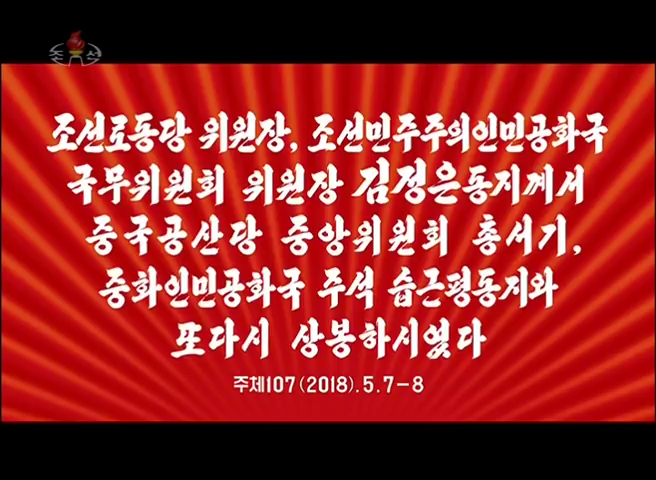 조선
조선로동당 위원장, 조선민주주의인민공화국
국무위원회 위원장 김정은동지께서
중국공산당 중앙위원회 총서기,
중화인민공화국 주석 습근평동지와
또다시 상봉하시였다
주체107(2018).5.7-8